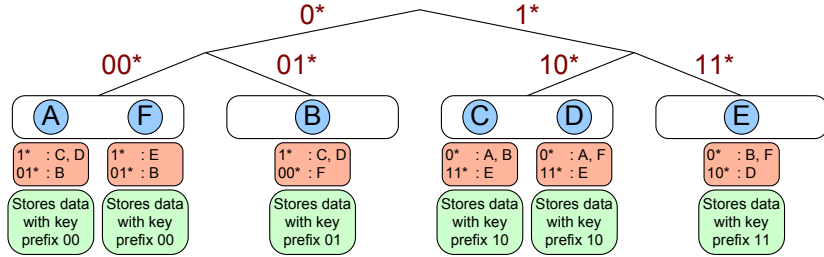 0*
1*
00*
01*
10*
11*
A
F
B
C
D
E
1* : C, D
01* : B
1* : E
01* : B
1* : C, D
00* : F
0* : A, B
11* : E
0* : A, F
11* : E
0* : B, F
10* : D
Stores data
with key
prefix 00
Stores data
with key
prefix 00
Stores data
with key
prefix 01
Stores data
with key
prefix 10
Stores data
with key
prefix 10
Stores data
with key
prefix 11